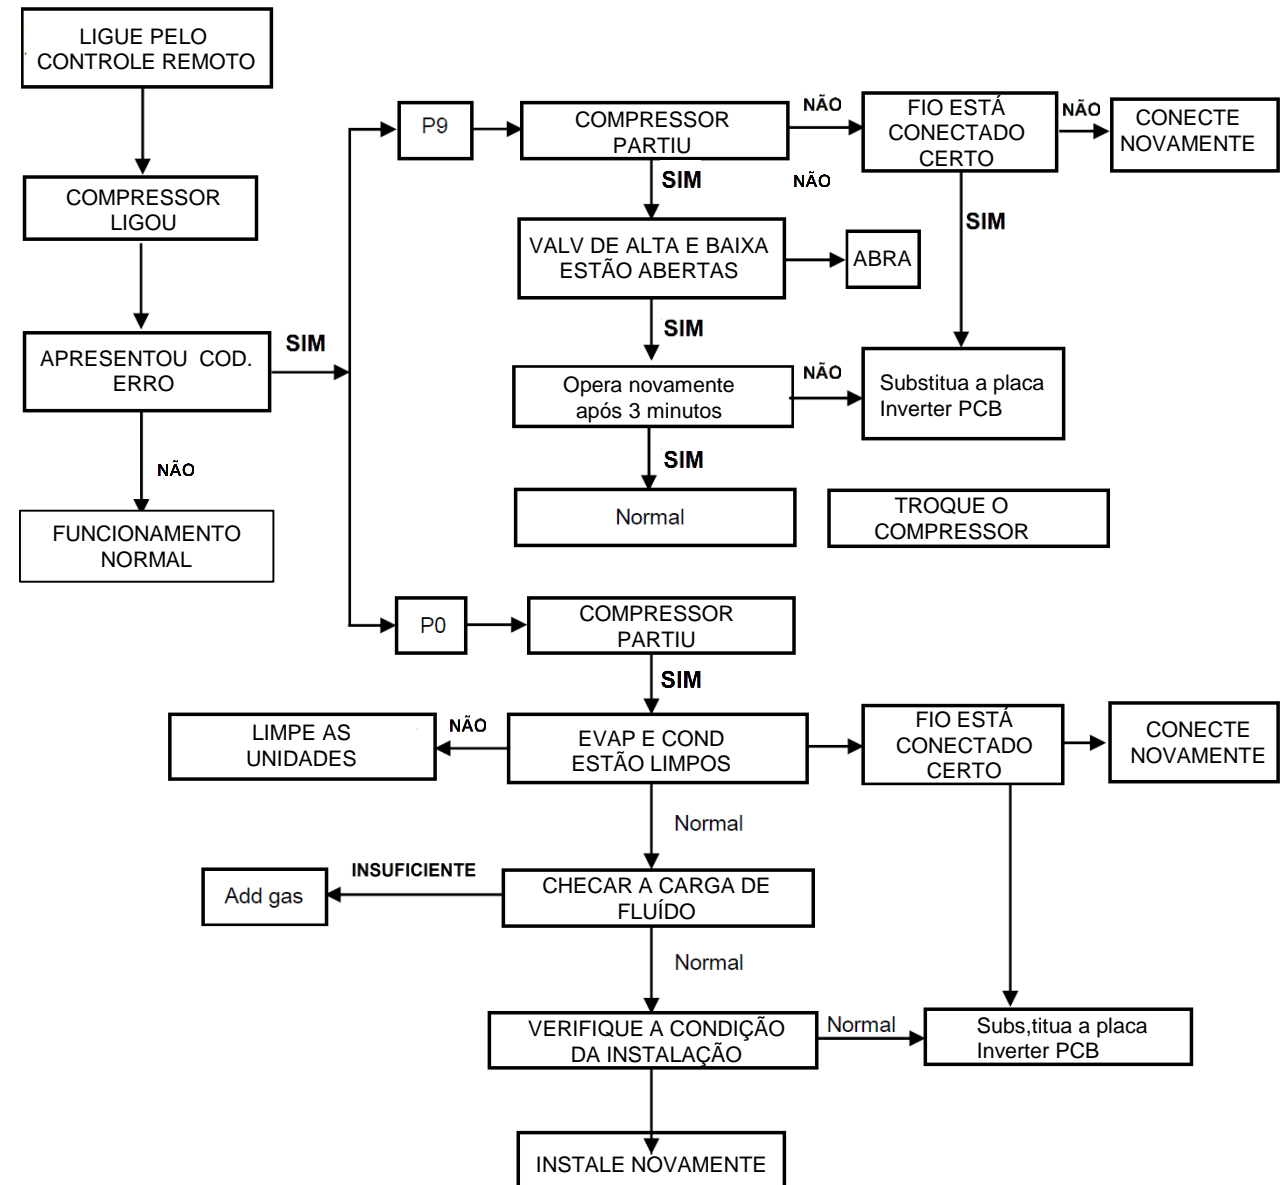 LIGUE PELO
CONTROLE REMOTO
COMPRESSOR
LIGOU
APRESENTOU COD.
ERRO
SIM
NÃO
FUNCIONAMENTO
NORMAL
P9
COMPRESSOR
PARTIU
NÃO
FIO ESTÁ
CONECTADO
CERTO
NÃO
CONECTE
NOVAMENTE
SIM
NÃO
SIM
VALV DE ALTA E BAIXA
ESTÃO ABERTAS
ABRA
SIM
Opera novamente
após 3 minutos
NÃO
Substitua a placa
Inverter PCB
SIM
Normal
TROQUE O
COMPRESSOR
P0
COMPRESSOR
PARTIU
SIM
LIMPE AS
UNIDADES
NÃO
EVAP E COND
ESTÃO LIMPOS
FIO ESTÁ
CONECTADO
CERTO
CONECTE
NOVAMENTE
Normal
Add gas
INSUFICIENTE
CHECAR A CARGA DE
FLUÍDO
Normal
VERIFIQUE A CONDIÇÃO
DA INSTALAÇÃO
Normal
Subs,titua a placa
Inverter PCB
INSTALE NOVAMENTE